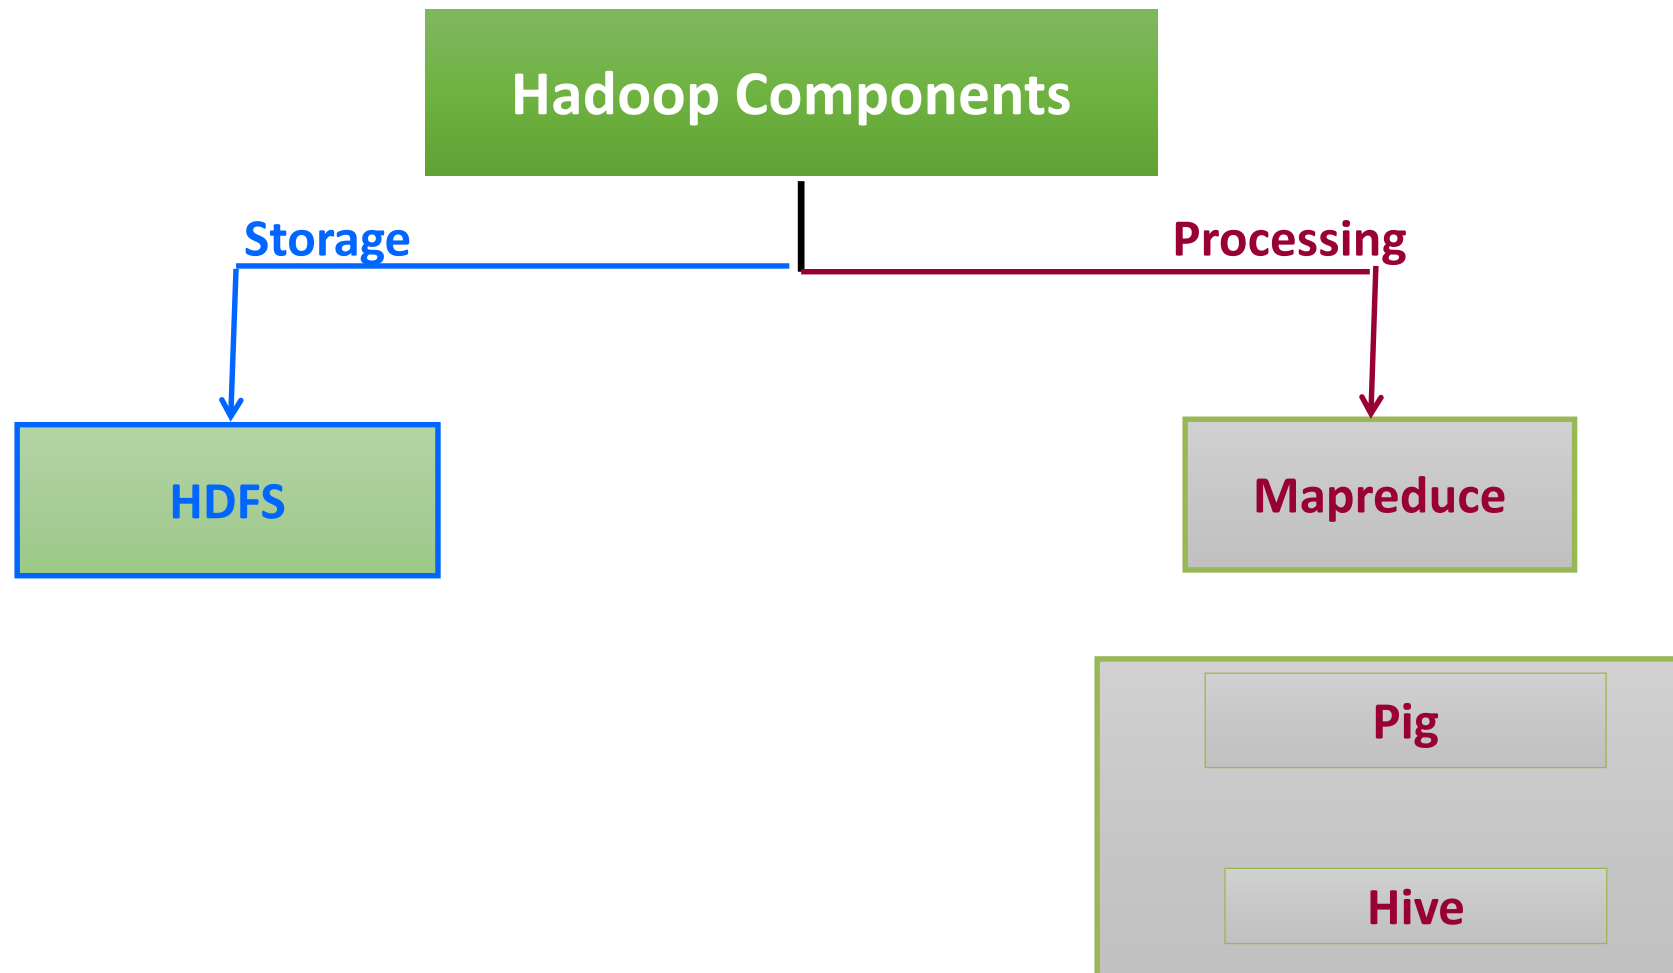 Hadoop Components
Storage
Processing
HDFS
Mapreduce
Pig
Hive